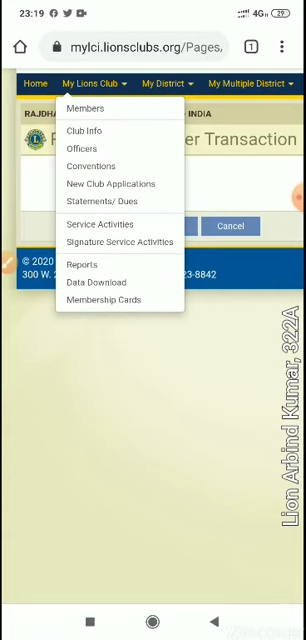 23:19
4G
29
mylci.lionsclubs.org/Pages,
1
Home My Lions Club My District My Multiple District
RAJDHA INDIA
er Transaction
Members
Club Info
Officers
Conventions
New Club Applications
Statements/ Dues
Service Activities
Signature Service Activities
Reports
Data Download
Membership Cards
Cancel
© 2020
300 W. 2 23-8842
Lion Arbind Kumar, 322A